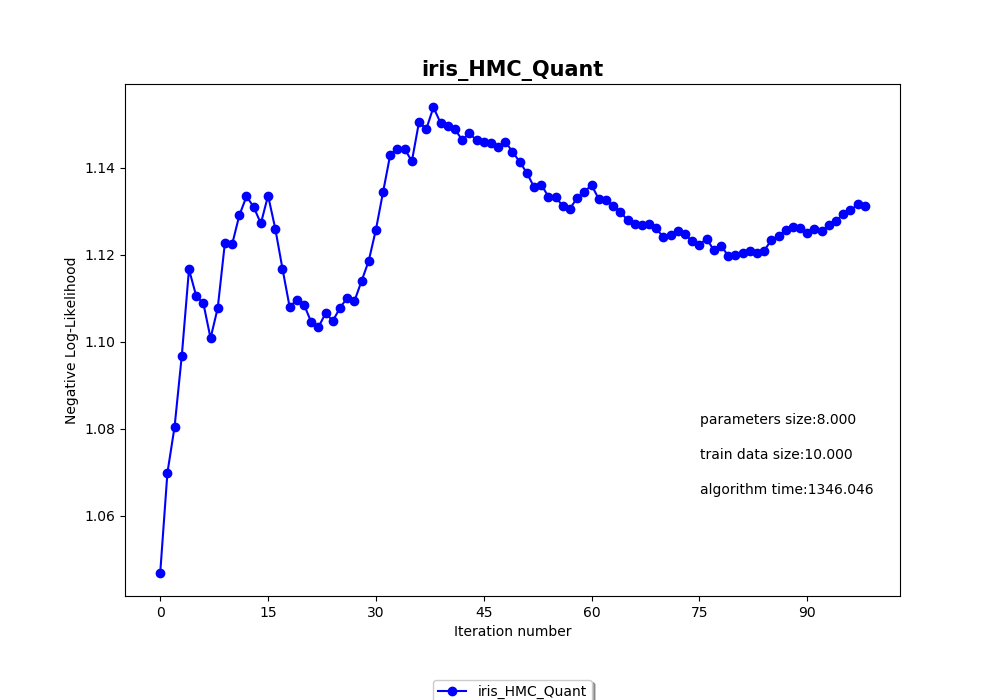 iris_HMC_Quant
Negative Log-Likelihood
1.14
1.12
1.10
1.08
1.06
parameters size:8.000
train data size:10.000
algorithm time:1346.046
0 15 30 45 60 75 90
Iteration number
iris_HMC_Quant